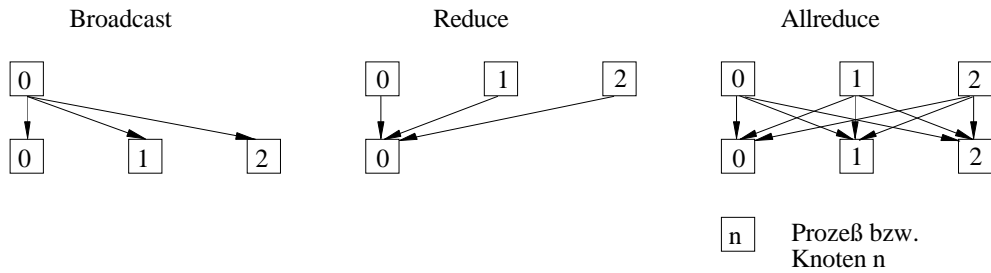 Broadcast Reduce Allreduce
0 0 1 2 0 1 2
0 1 2 0 0 1 2
n Prozeß bzw.
Knoten n